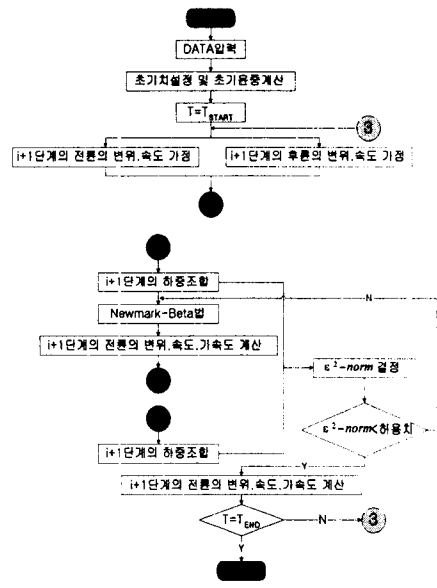 DATA입력
초기치설정 및 초기윤중계산
T=T_START
3
i+1단계의 전륜의 변위,속도 가정
i+1단계의 후륜의 변위,속도 가정
i+1단계의 하중조합
N
Newmark-Beta법
i+1단계의 전륜의 변위,속도,가속도 계산
ε²-norm 결정
ε²-norm<허용치
i+1단계의 하중조합
Y
i+1단계의 전륜의 변위,속도,가속도 계산
T=T_END
N
3
Y